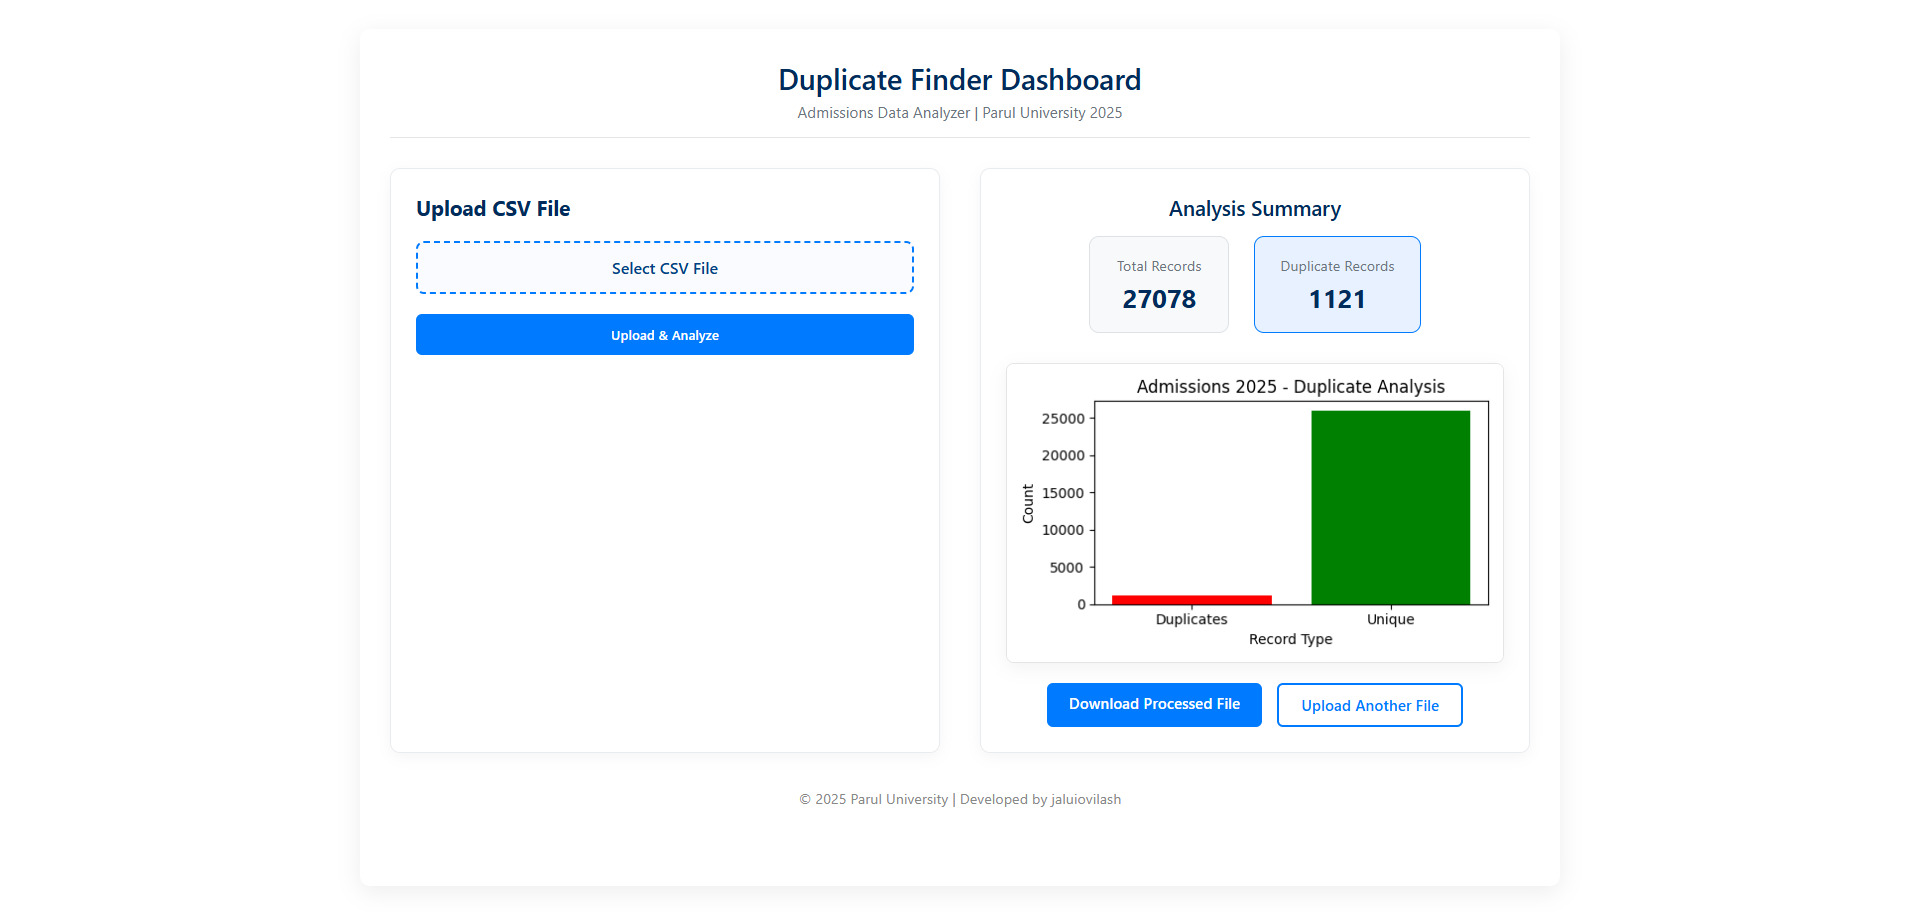 Duplicate Finder Dashboard
Admissions Data Analyzer | Parul University 2025
Upload CSV File
Select CSV File
Upload & Analyze
Analysis Summary
Total Records
27078
Duplicate Records
1121
Admissions 2025 - Duplicate Analysis
25000
20000
15000
10000
5000
0
Count
Duplicates
Unique
Record Type
Download Processed File
Upload Another File
© 2025 Parul University | Developed by jaluiovilash